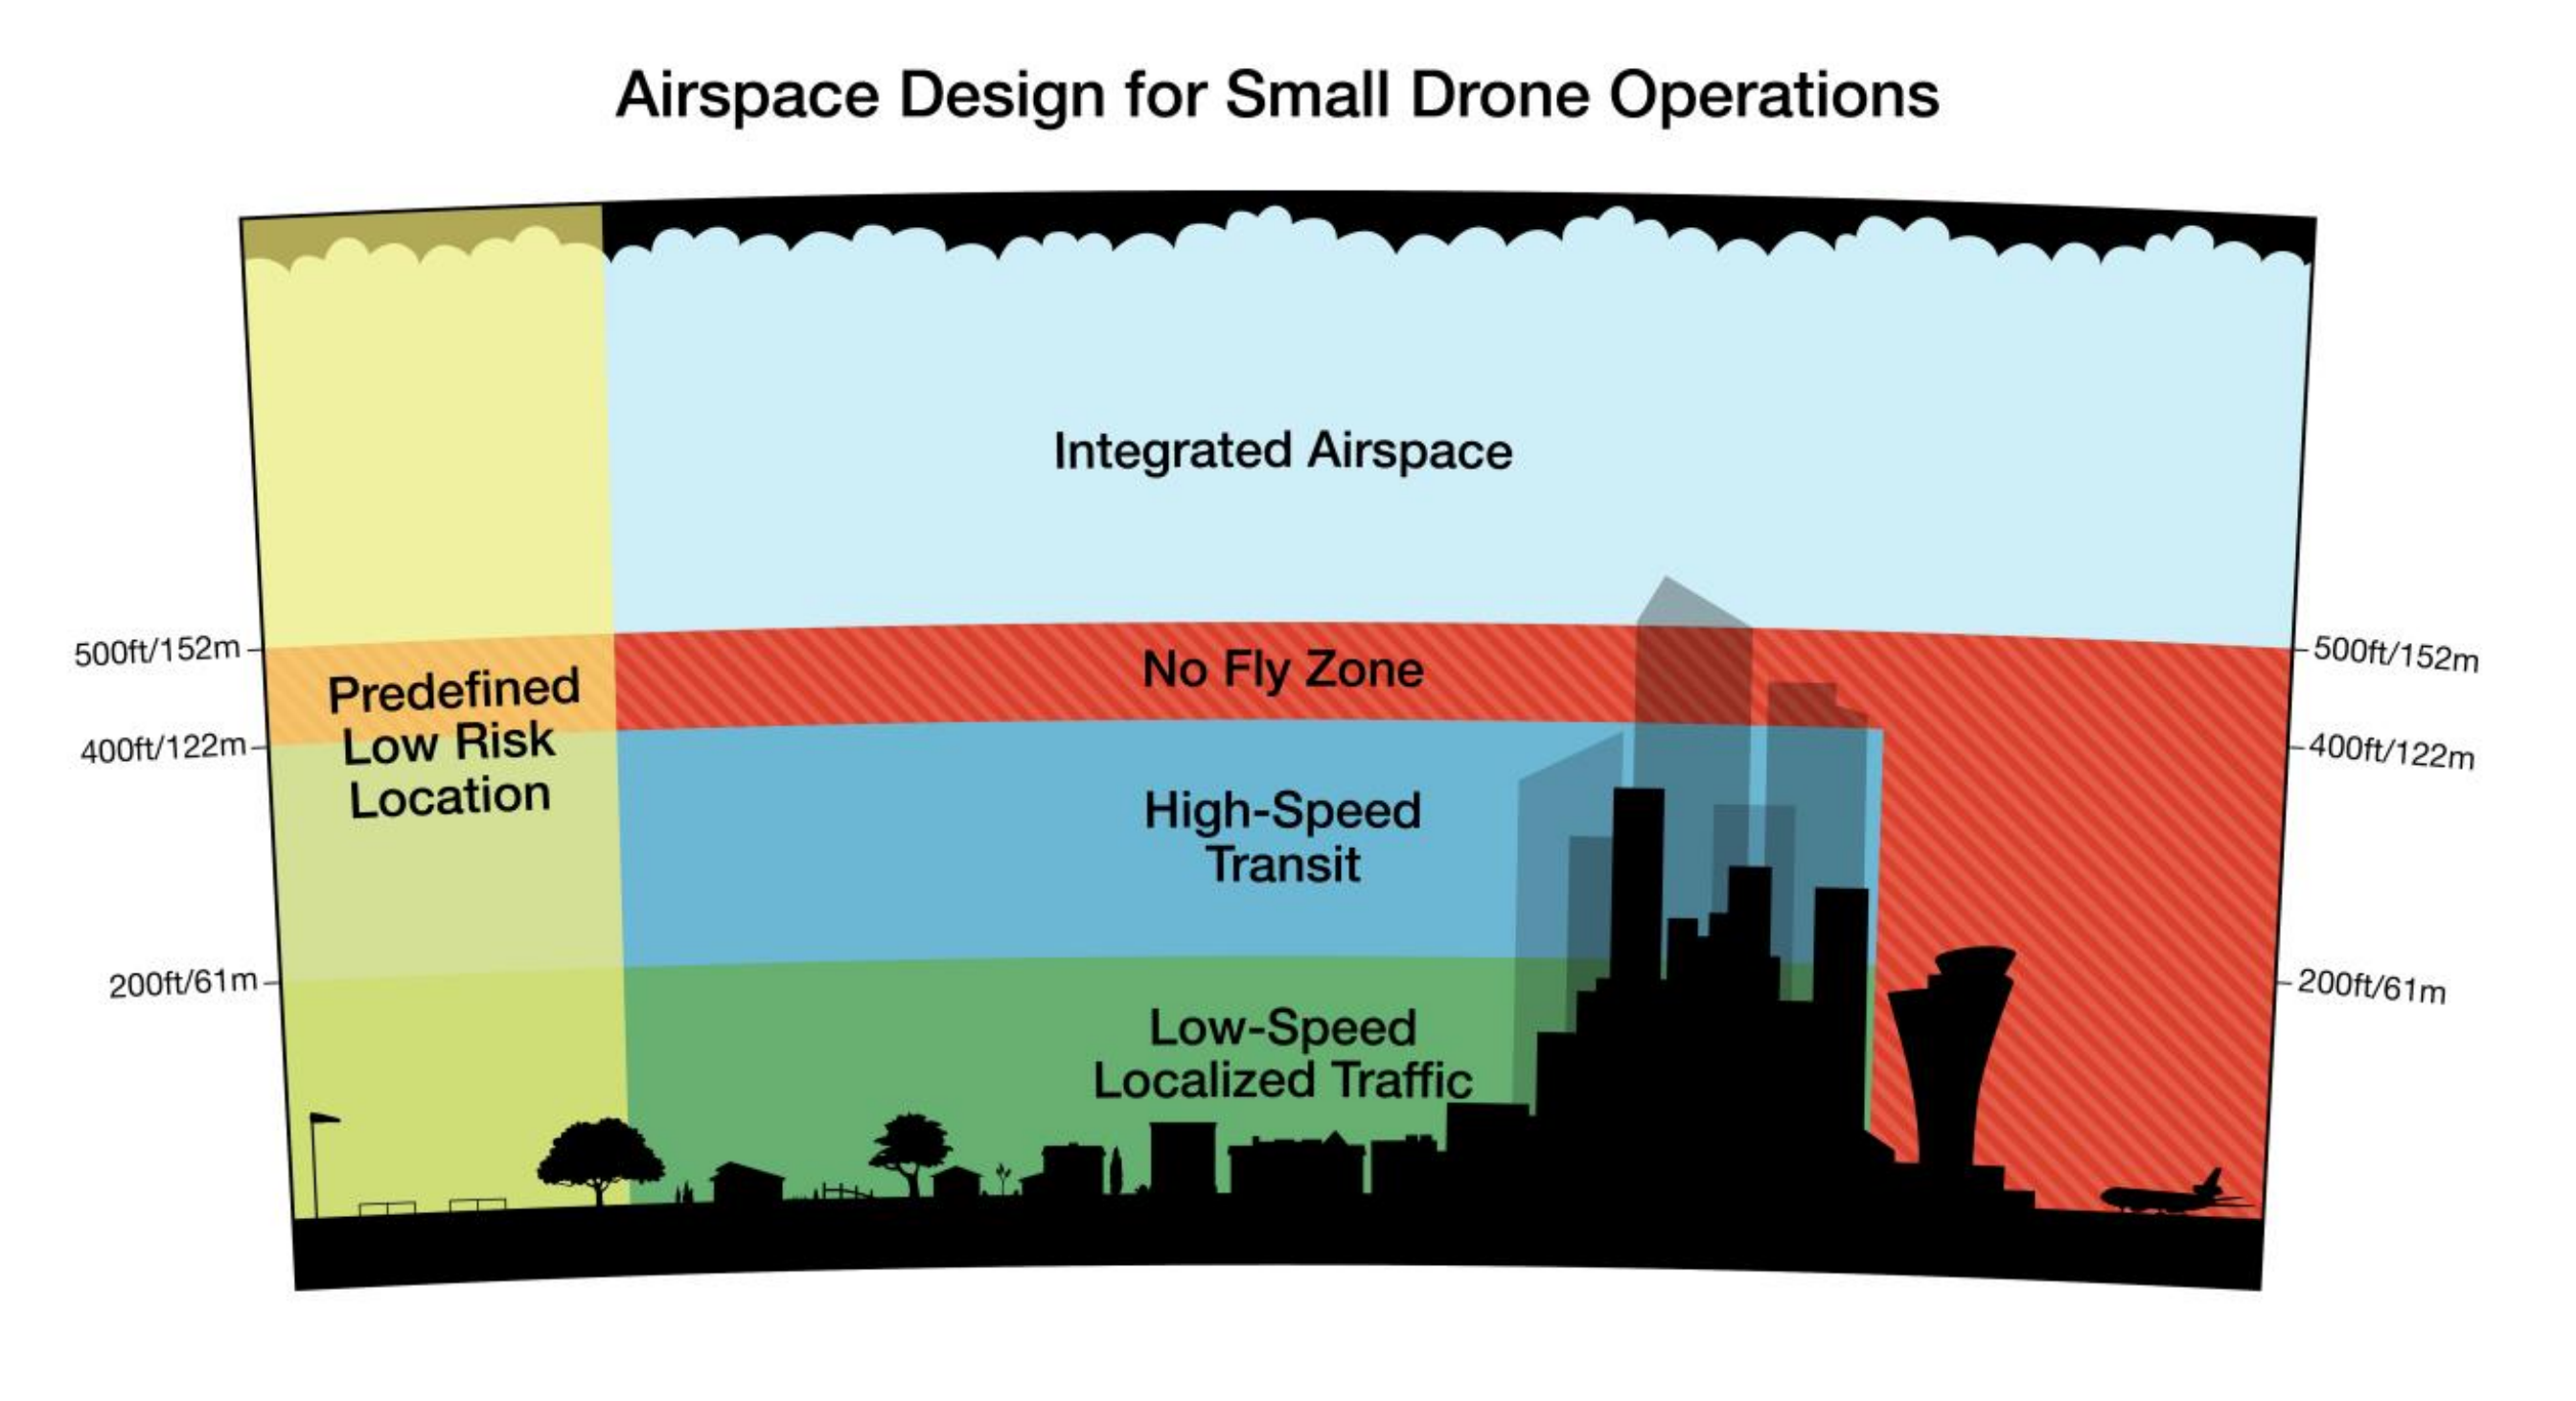 Airspace Design for Small Drone Operations
Integrated Airspace
500ft/152m
No Fly Zone
500ft/152m
Predefined
Low Risk
Location
400ft/122m
400ft/122m
High-Speed
Transit
200ft/61m
200ft/61m
Low-Speed
Localized Traffic